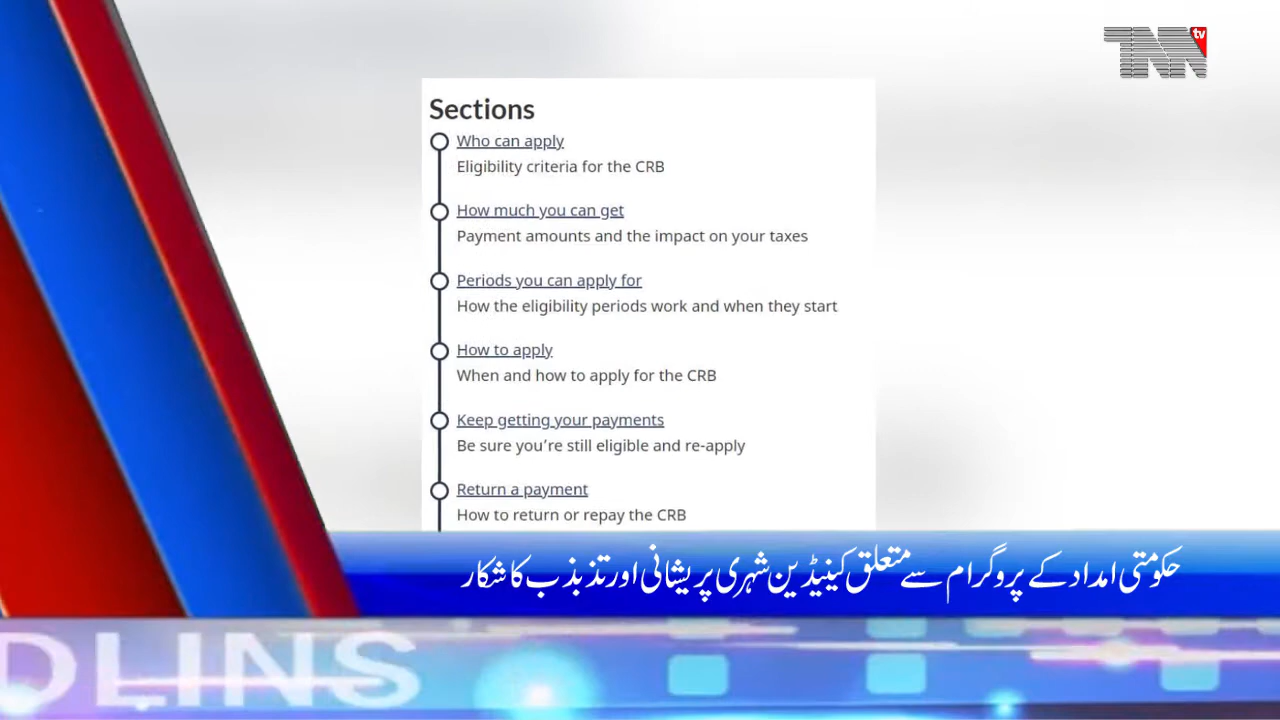 TNN tv
Sections
Who can apply
Eligibility criteria for the CRB
How much you can get
Payment amounts and the impact on your taxes
Periods you can apply for
How the eligibility periods work and when they start
How to apply
When and how to apply for the CRB
Keep getting your payments
Be sure you're still eligible and re-apply
Return a payment
How to return or repay the CRB
حکومتی امداد کے پروگرام سے متعلق کینیڈین شہری پریشانی اور تذبذب کا شکار
DLINS